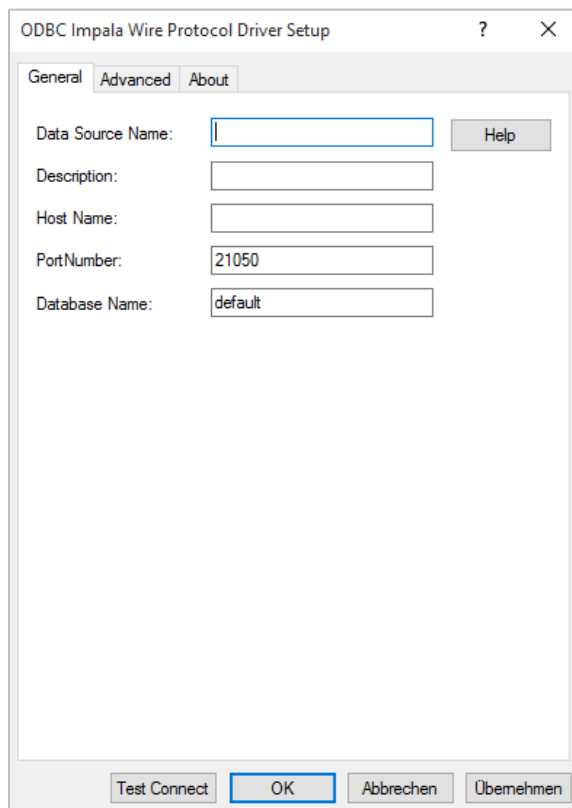 ODBC Impala Wire Protocol Driver Setup ?
General Advanced About
Data Source Name: Help
Description:
Host Name:
PortNumber: 21050
Database Name: default
Test Connect OK Abbrechen Übernehmen